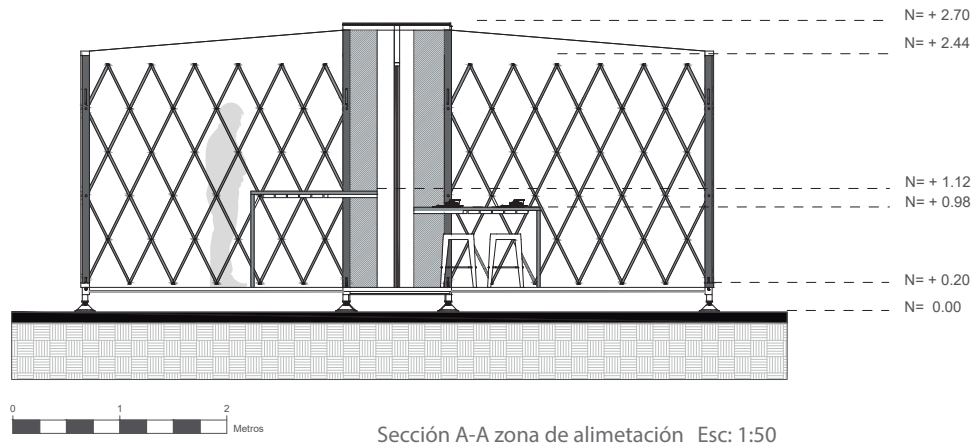 N= + 2.70
N= + 2.44
N= + 1.12
N= + 0.98
N= + 0.20
N= 0.00
0 1 2
Metros
Sección A-A zona de alimetación Esc: 1:50